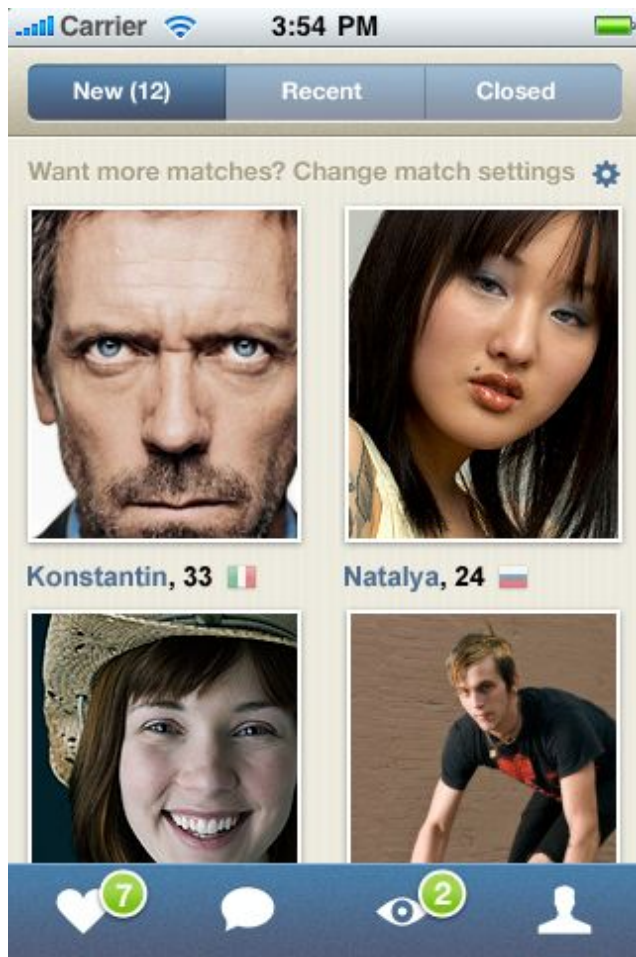 Carrier 3:54 PM
New (12) Recent Closed
Want more matches? Change match settings
Konstantin, 33 Natalya, 24
7 2